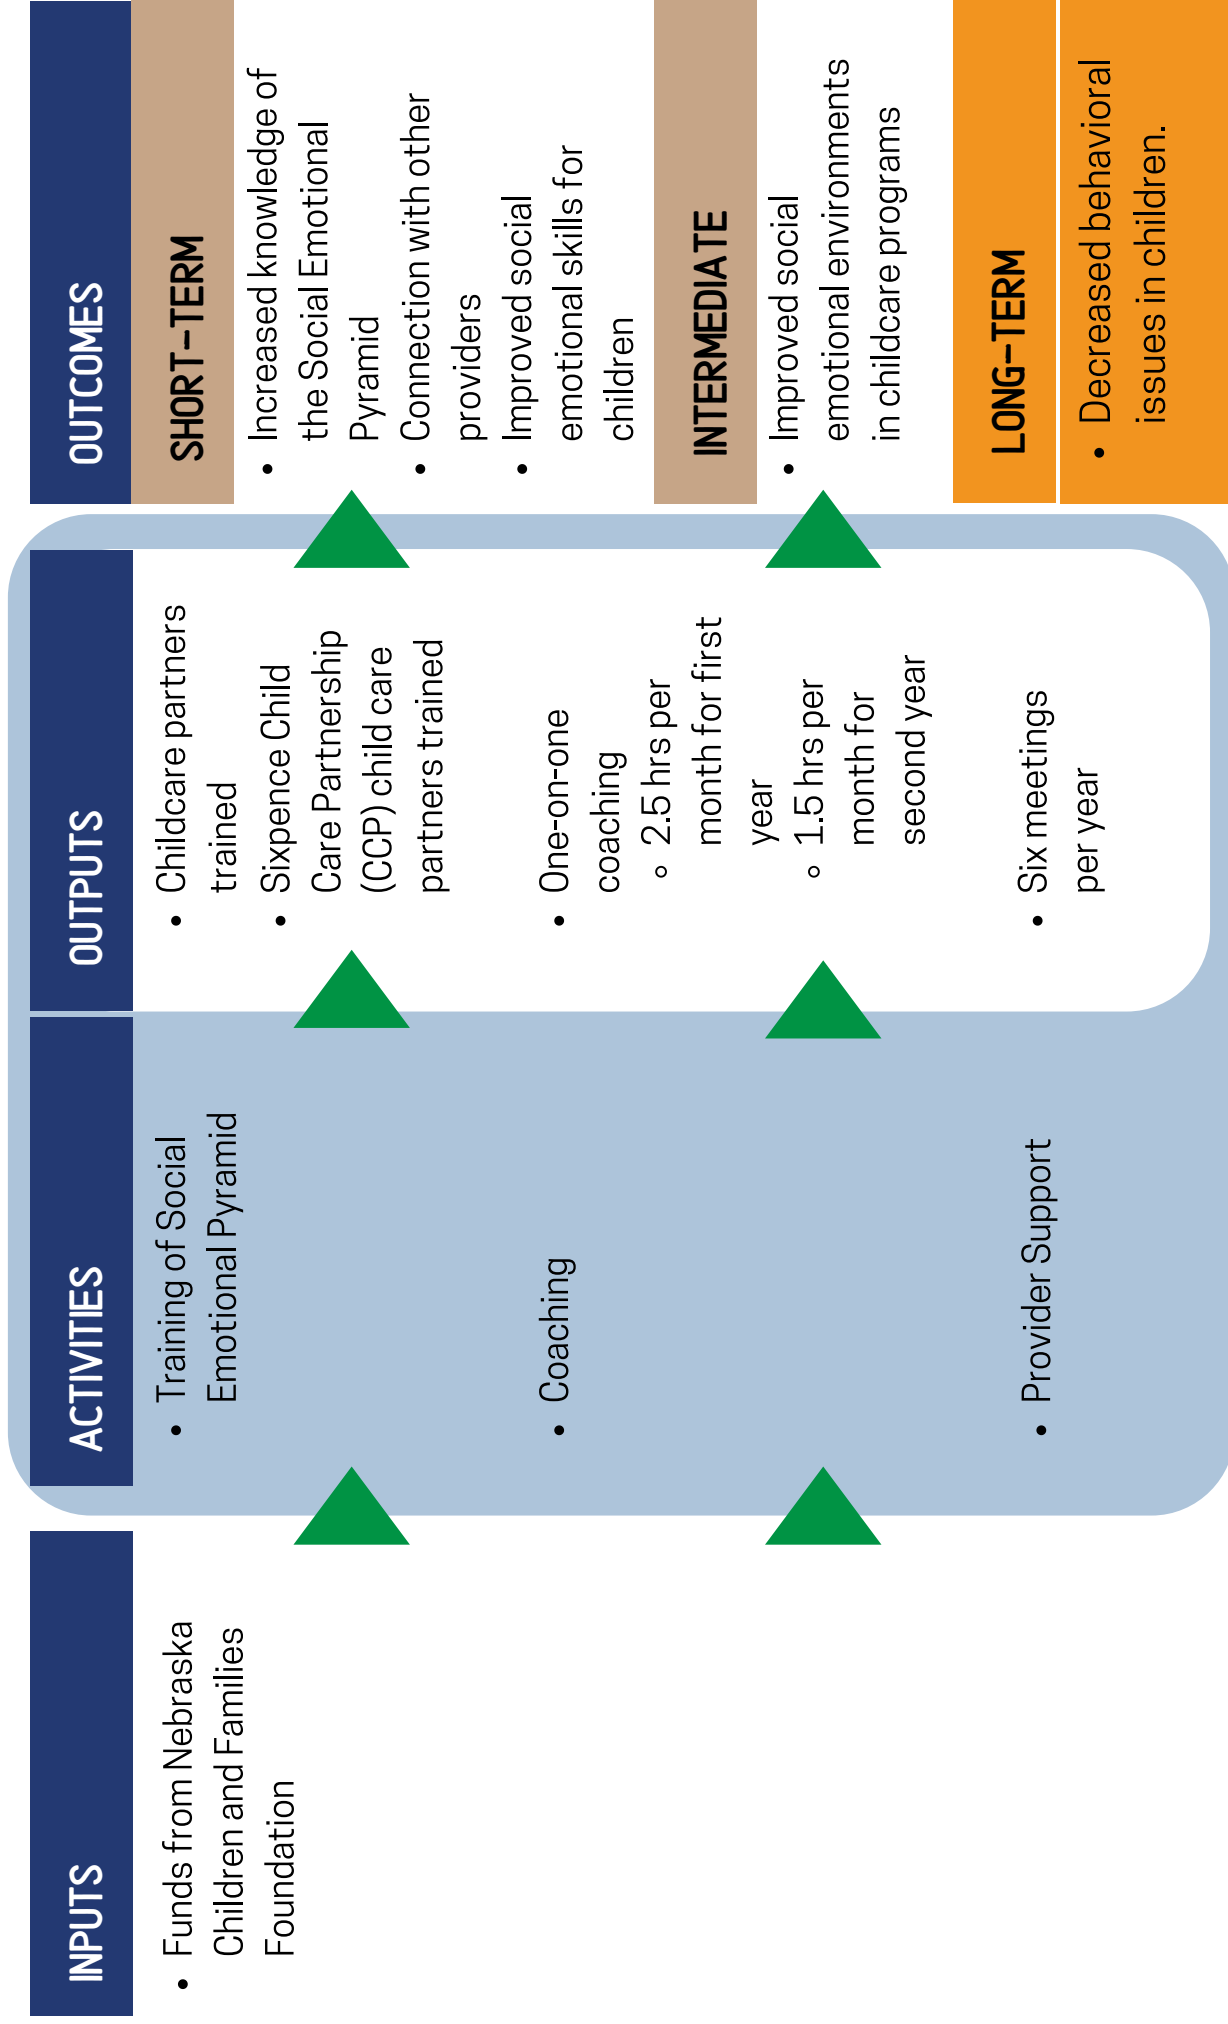 INPUTS
• Funds from Nebraska
Children and Families
Foundation
ACTIVITIES
• Training of Social
Emotional Pyramid
• Coaching
• Provider Support
OUTPUTS
• Childcare partners
trained
• Sixpence Child
Care Partnership
(CCP) child care
partners trained
• One-on-one
coaching
◦ 2.5 hrs per
month for first
year
◦ 1.5 hrs per
month for
second year
• Six meetings
per year
OUTCOMES
SHORT-TERM
• Increased knowledge of
the Social Emotional
Pyramid
• Connection with other
providers
• Improved social
emotional skills for
children
INTERMEDIATE
• Improved social
emotional environments
in childcare programs
LONG-TERM
• Decreased behavioral
issues in children.